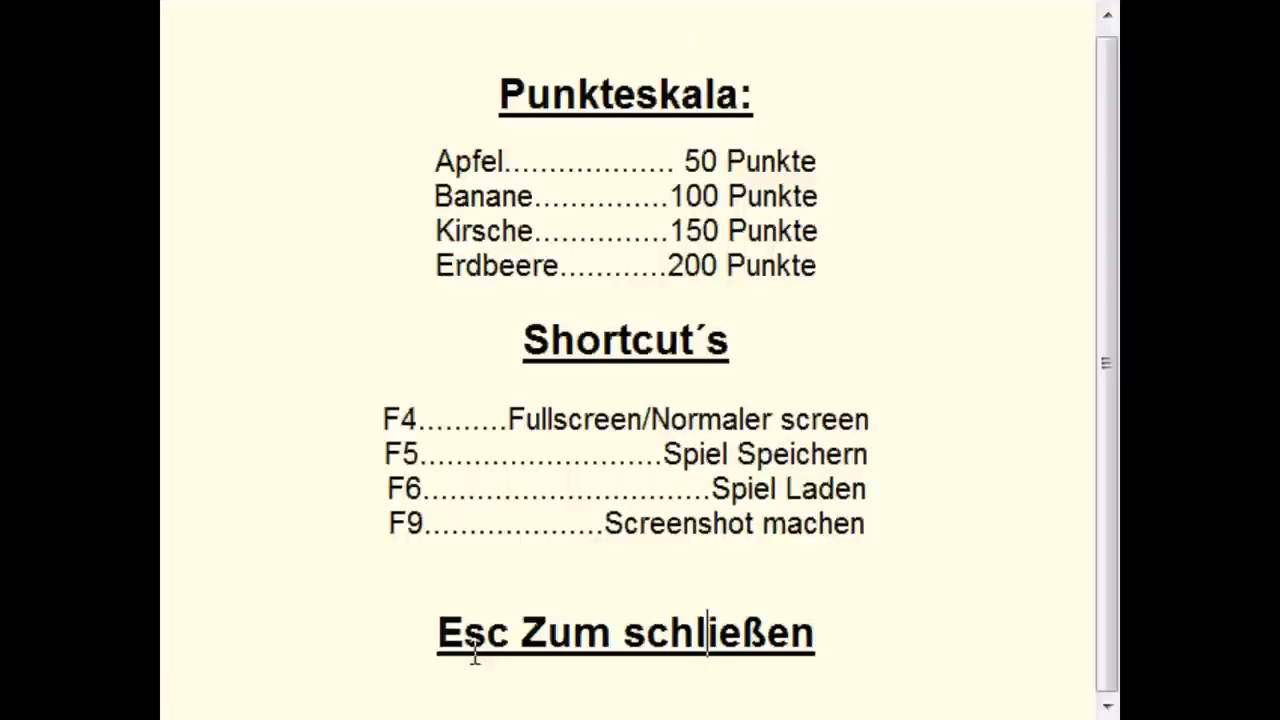 Punkteskala:
Apfel................... 50 Punkte
Banane...............100 Punkte
Kirsche...............150 Punkte
Erdbeere............200 Punkte
Shortcut´s
F4..........Fullscreen/Normaler screen
F5...........................Spiel Speichern
F6................................Spiel Laden
F9....................Screenshot machen
Esc Zum schließen